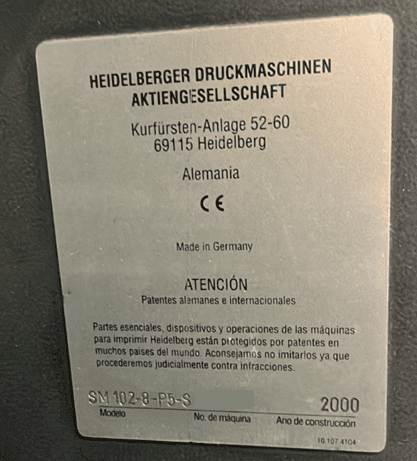 HEIDELBERGER DRUCKMASCHINEN
AKTIENGESELLSCHAFT
Kurfürsten-Anlage 52-60
69115 Heidelberg
Alemania
CE
Made in Germany
ATENCIÓN
Patentes alemanes e internacionales
Partes esenciales, dispositivos y operaciones de las máquinas
para imprimir Heidelberg están protegidos por patentes en
muchos paises del mundo. Aconsejamos no imitarlos ya que
procederemos judicialmente contra infracciones.
SM 102-8-P5-S 2000
Modelo No. de máquina Ano de construcción
10.107.4104